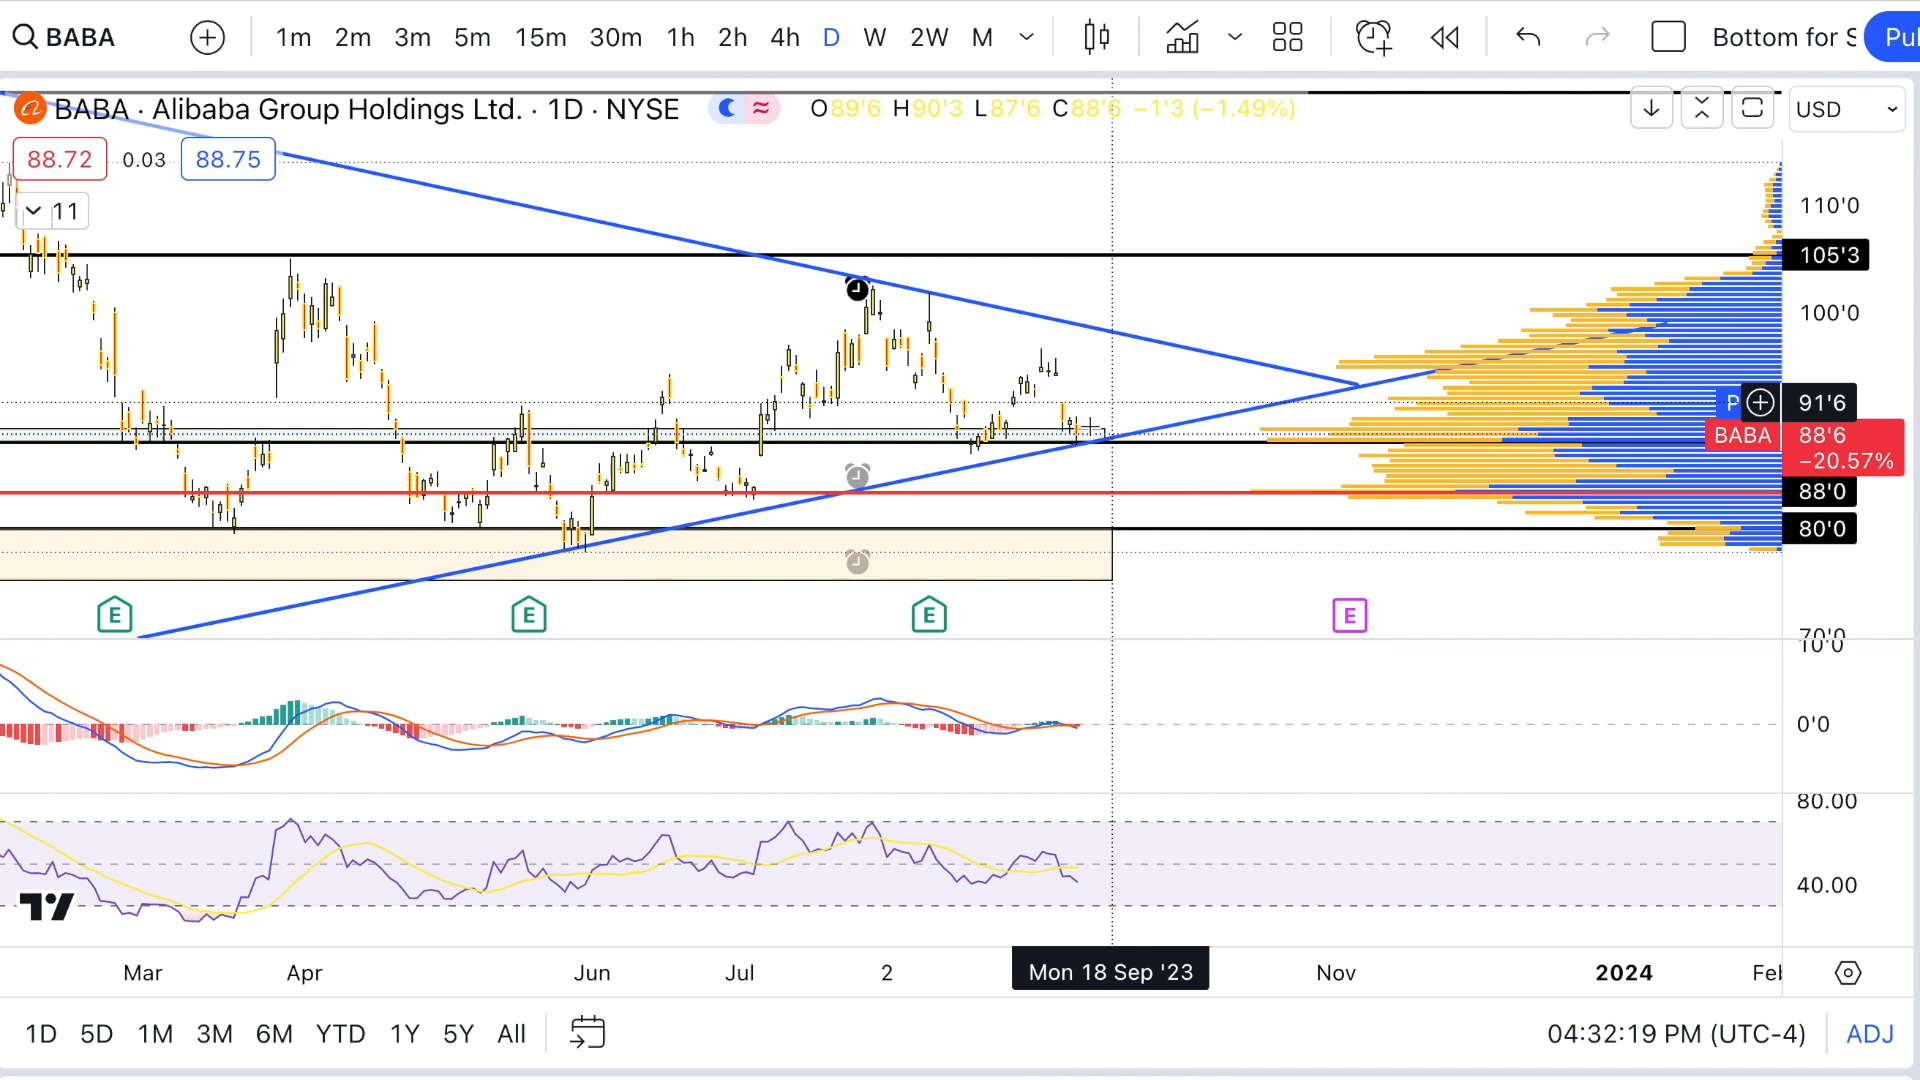 BABA 1m 2m 3m 5m 15m 30m 1h 2h 4h D W 2W M Bottom for S Pul
BABA · Alibaba Group Holdings Ltd. · 1D · NYSE O89'6 H90'3 L87'6 C88'6 −1'3 (−1.49%) USD
88.72 0.03 88.75
11
110'0
105'3
100'0
P 91'6
BABA 88'6
−20.57%
88'0
80'0
E E E E
70'0
10'0
0'0
80.00
40.00
Mar Apr Jun Jul 2 Mon 18 Sep '23 Nov 2024 Feb
1D 5D 1M 3M 6M YTD 1Y 5Y All 04:32:19 PM (UTC-4) ADJ